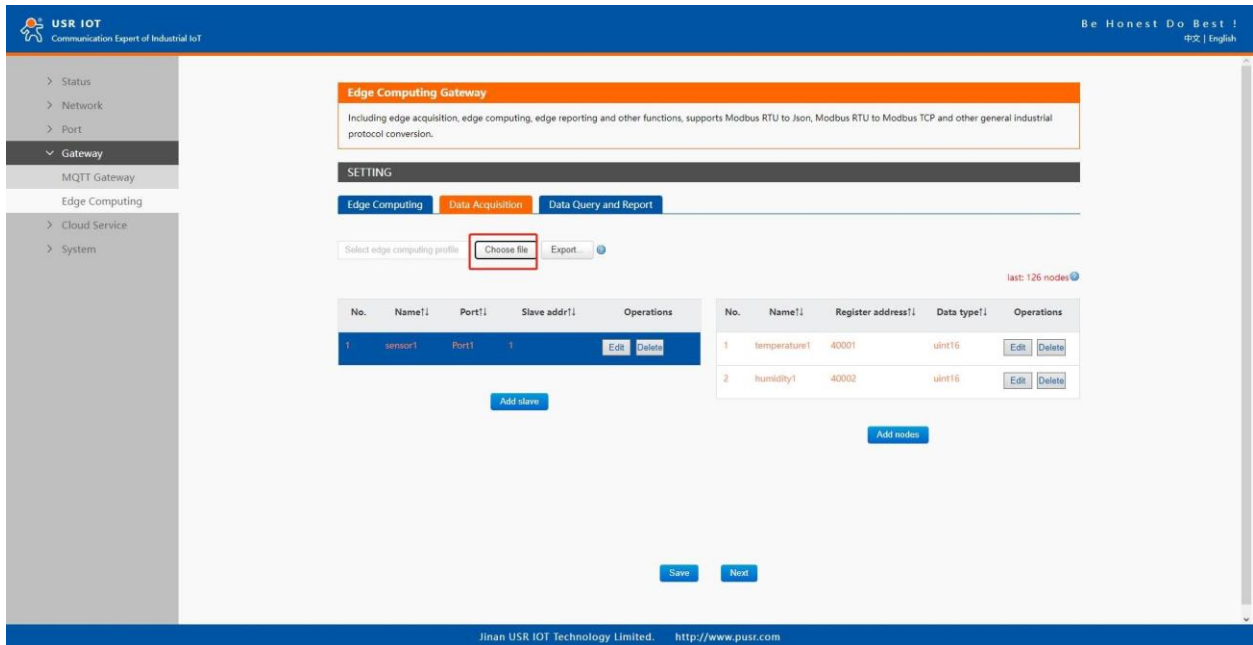 USR IOT
Communication Expert of Industrial IoT
Be Honest Do Best !
中文 | English
Status
Network
Port
Gateway
MQTT Gateway
Edge Computing
Cloud Service
System
Edge Computing Gateway
Including edge acquisition, edge computing, edge reporting and other functions, supports Modbus RTU to Json, Modbus RTU to Modbus TCP and other general industrial
protocol conversion.
SETTING
Edge Computing Data Acquisition Data Query and Report
Select edge computing profile Choose file Export...
last: 126 nodes
No. Name↑↓ Port↑↓ Slave addr↑↓ Operations
1 sensor1 Port1 1 Edit Delete
Add slave
No. Name↑↓ Register address↑↓ Data type↑↓ Operations
1 temperature1 40001 uint16 Edit Delete
2 humidity1 40002 uint16 Edit Delete
Add nodes
Save Next
Jinan USR IOT Technology Limited. http://www.pusr.com